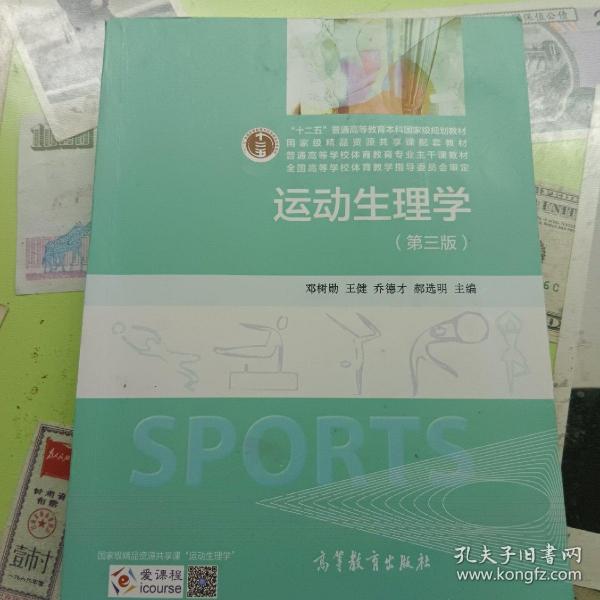 "十二五"普通高等教育本科国家级规划教材
国家级精品资源共享课配套教材
普通高等学校体育教育专业主干课教材
全国高等学校体育教学指导委员会审定
运动生理学
（第三版）
邓树勋 王健 乔德才 郝选明 主编
SPORTS
国家级精品资源共享课"运动生理学"
爱课程
icourse
高等教育出版社
壹市寸
孔夫子旧书网
www.kongfz.com